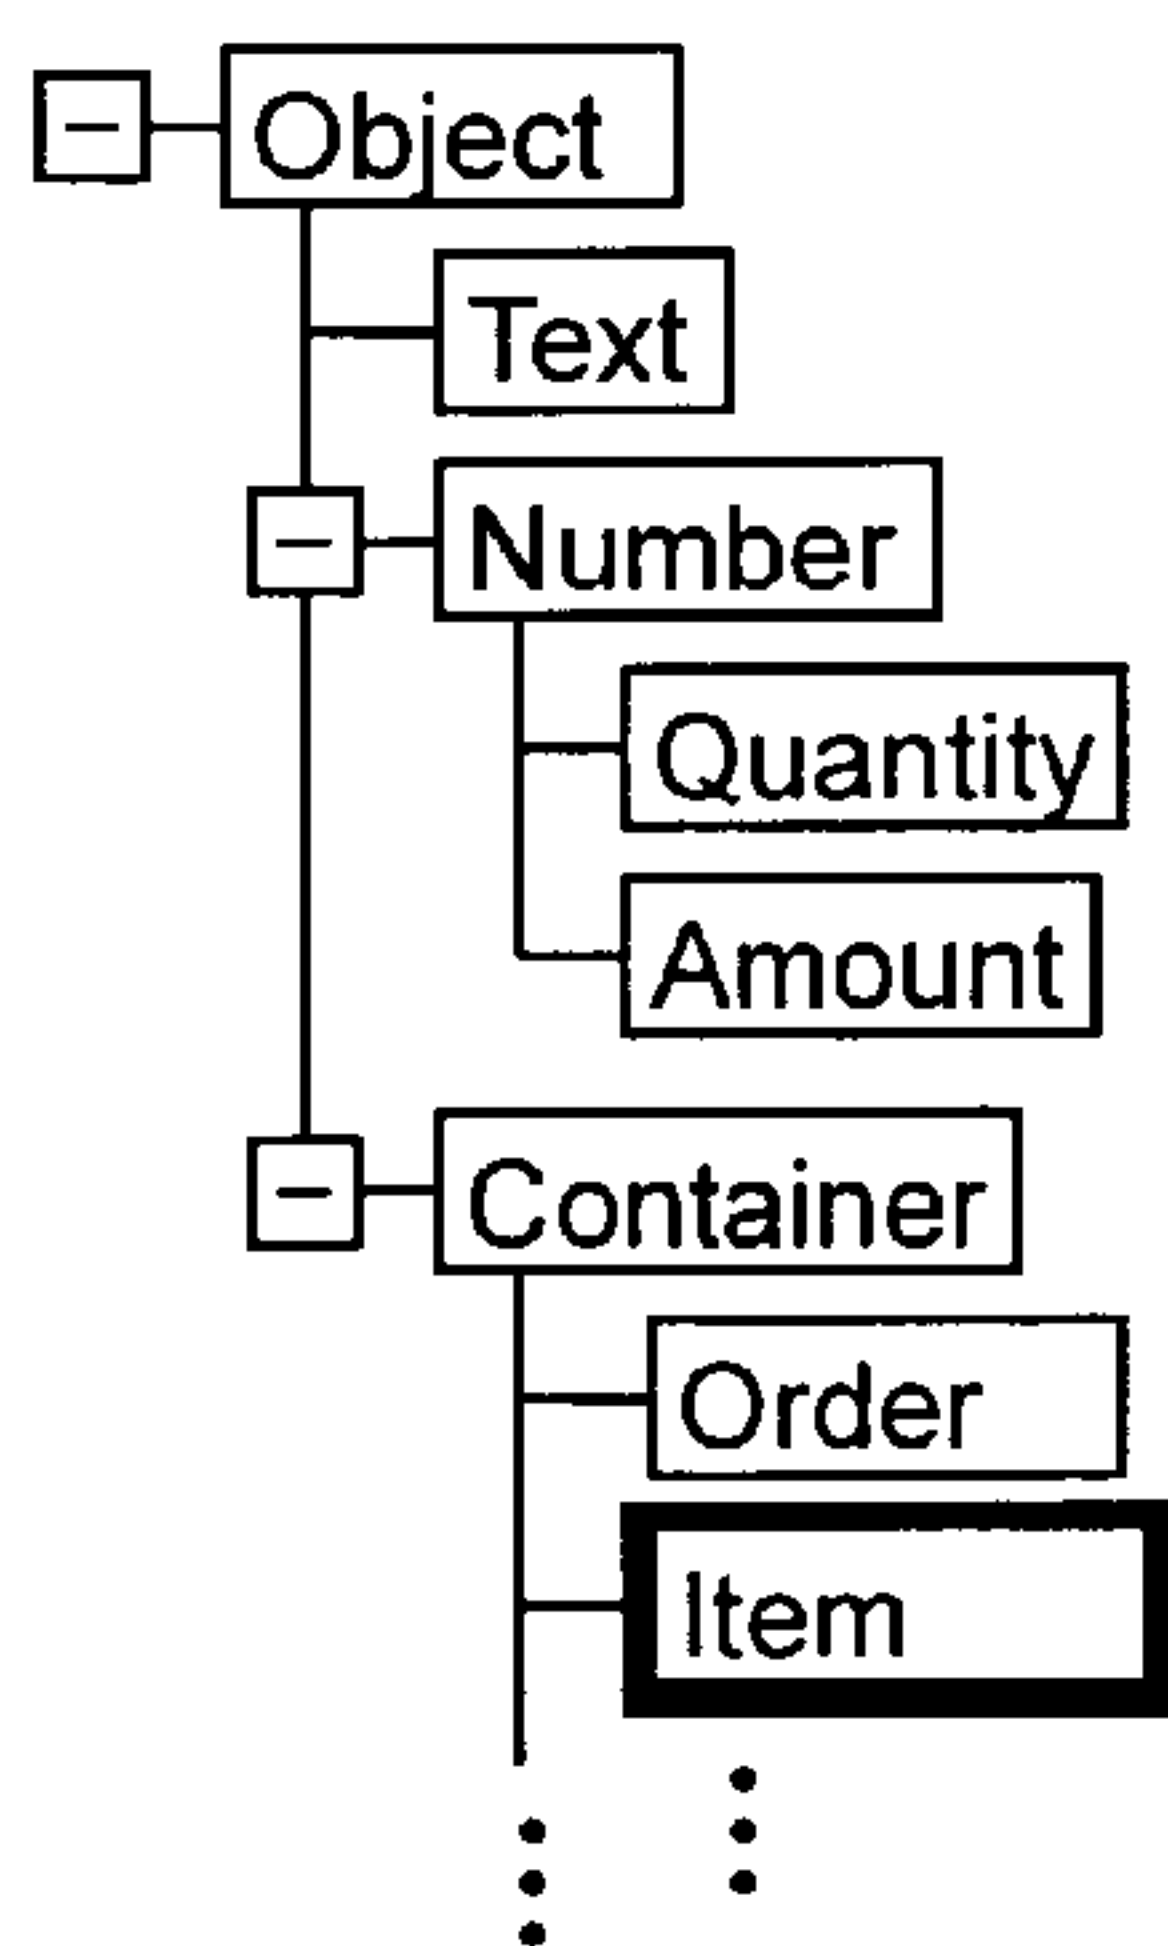 Object
Text
Number
Quantity
Amount
Container
Order
Item